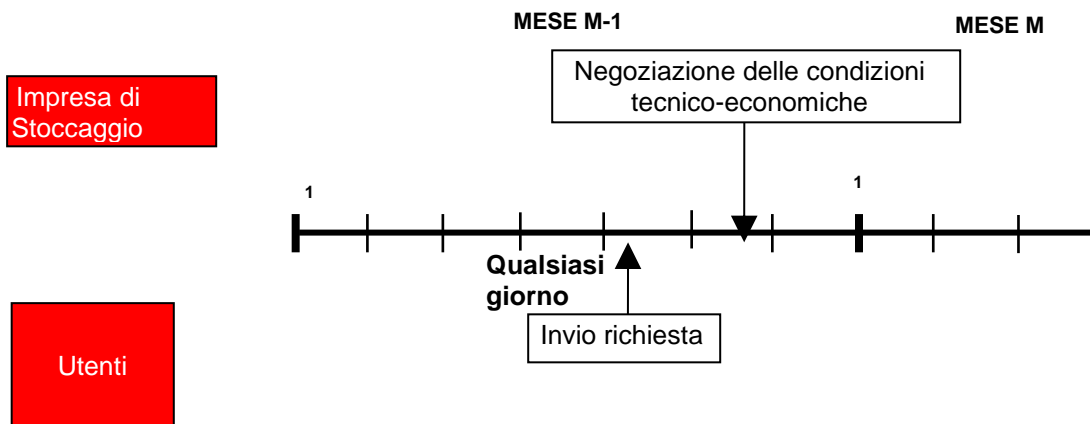 MESE M-1
MESE M
Negoziazione delle condizioni
tecnico-economiche
Impresa di
Stoccaggio
1
1
Qualsiasi
giorno
Invio richiesta
Utenti